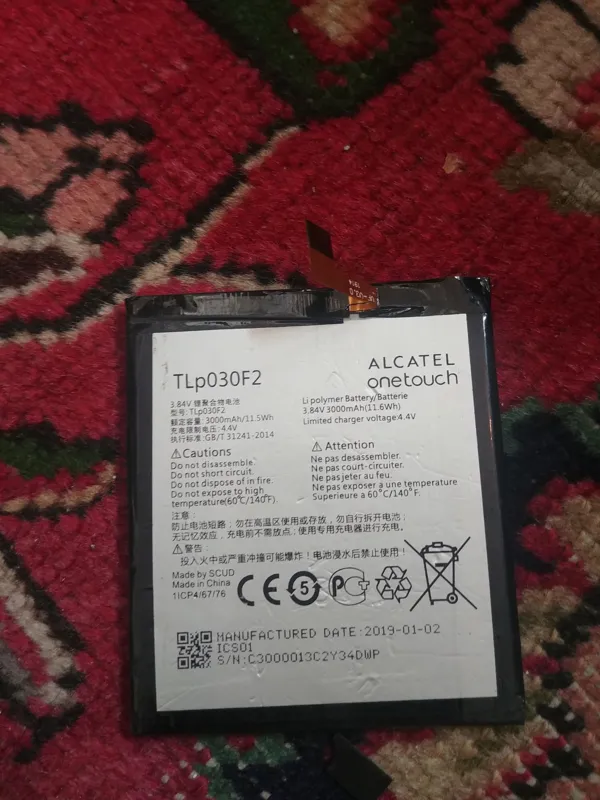 TLp030F2
ALCATEL
onetouch
3.84V 锂聚合物电池
型号: TLp030F2
额定容量: 3000mAh/11.5Wh
充电限制电压: 4.4V
执行标准: GB/T 31241-2014
Li polymer Battery/Batterie
3.84V 3000mAh(11.6Wh)
Limited charger voltage: 4.4V
⚠Cautions
Do not disassemble.
Do not short circuit.
Do not dispose of in fire.
Do not expose to high
temperature(60℃/140℉).
⚠ Attention
Ne pas desassembler.
Ne pas court-circuiter.
Ne pas jeter au feu.
Ne pas exposer a une temperature
Superieure a 60℃/140℉.
注意:
防止电池短路; 勿在高温区使用或存放, 勿自行拆开电池;
无记忆效应, 充电前不需放点; 使用专用充电器进行充电。
⚠警告:
投入火中或严重冲撞可能爆炸! 电池浸水后禁止使用!
Made by SCUD
Made in China
1ICP4/67/76
CE
5
MANUFACTURED DATE:2019-01-02
ICS01
S/N:C3000013C2Y34DWP